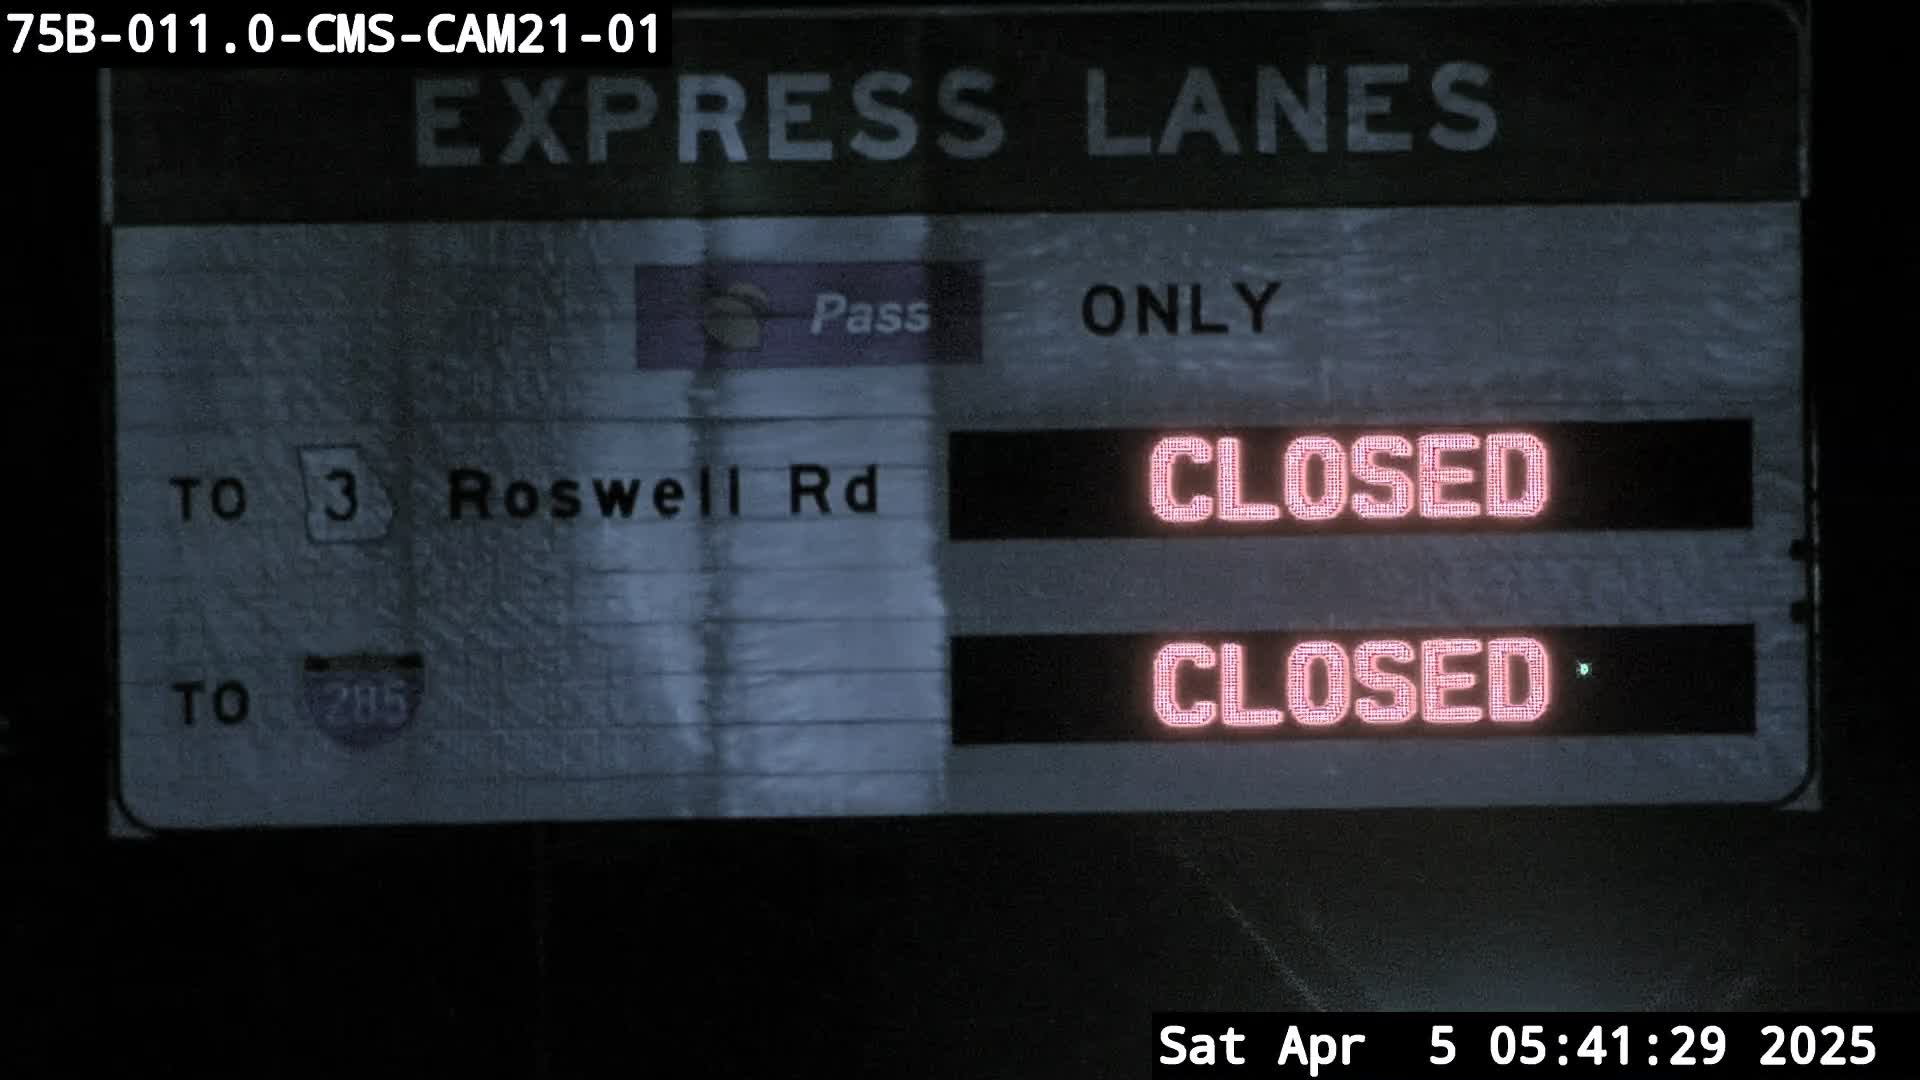 75B-011.0-CMS-CAM21-01
EXPRESS LANES
Pass ONLY
TO 3 Roswell Rd CLOSED
TO 285 CLOSED
Sat Apr 5 05:41:29 2025